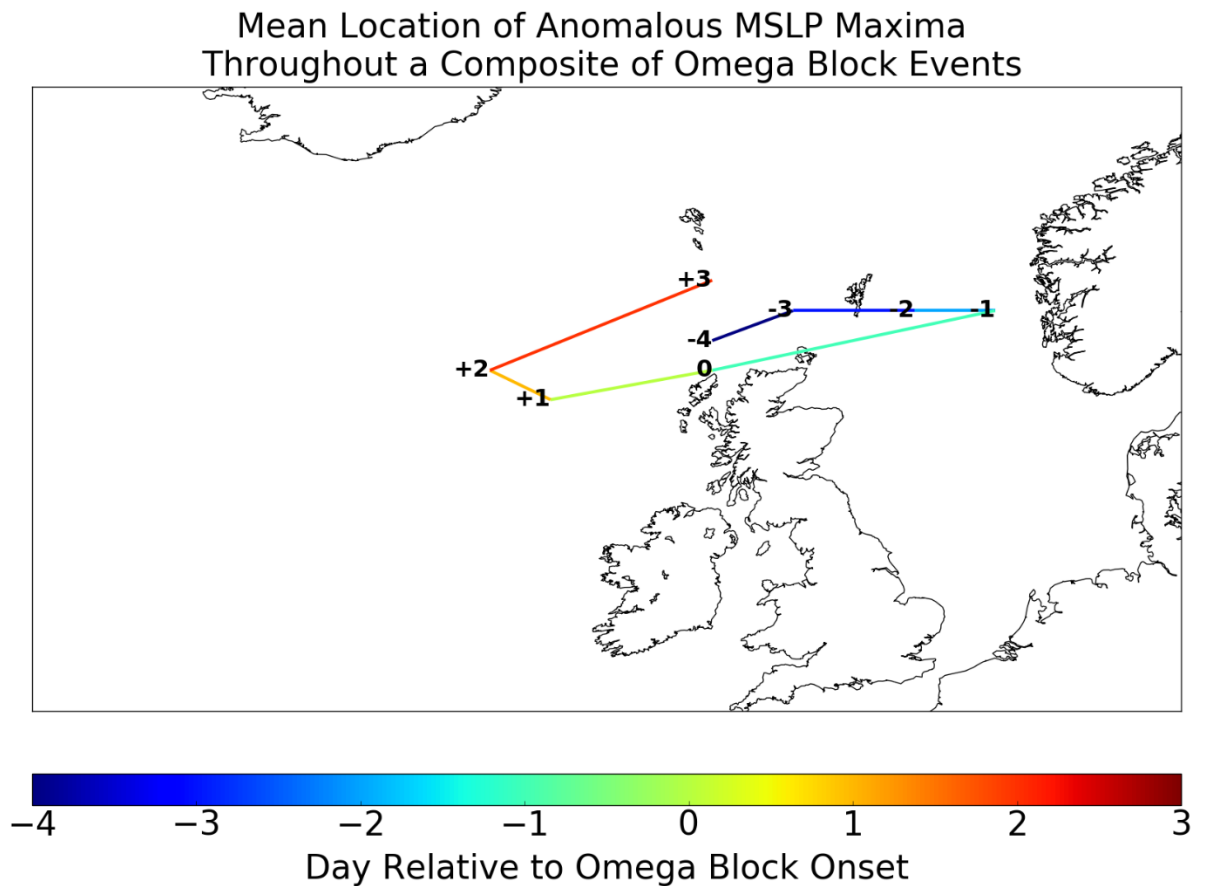 Mean Location of Anomalous MSLP Maxima
Throughout a Composite of Omega Block Events
+3
-3
-2
-1
-4
+2
0
+1
−4 −3 −2 −1 0 1 2 3
Day Relative to Omega Block Onset